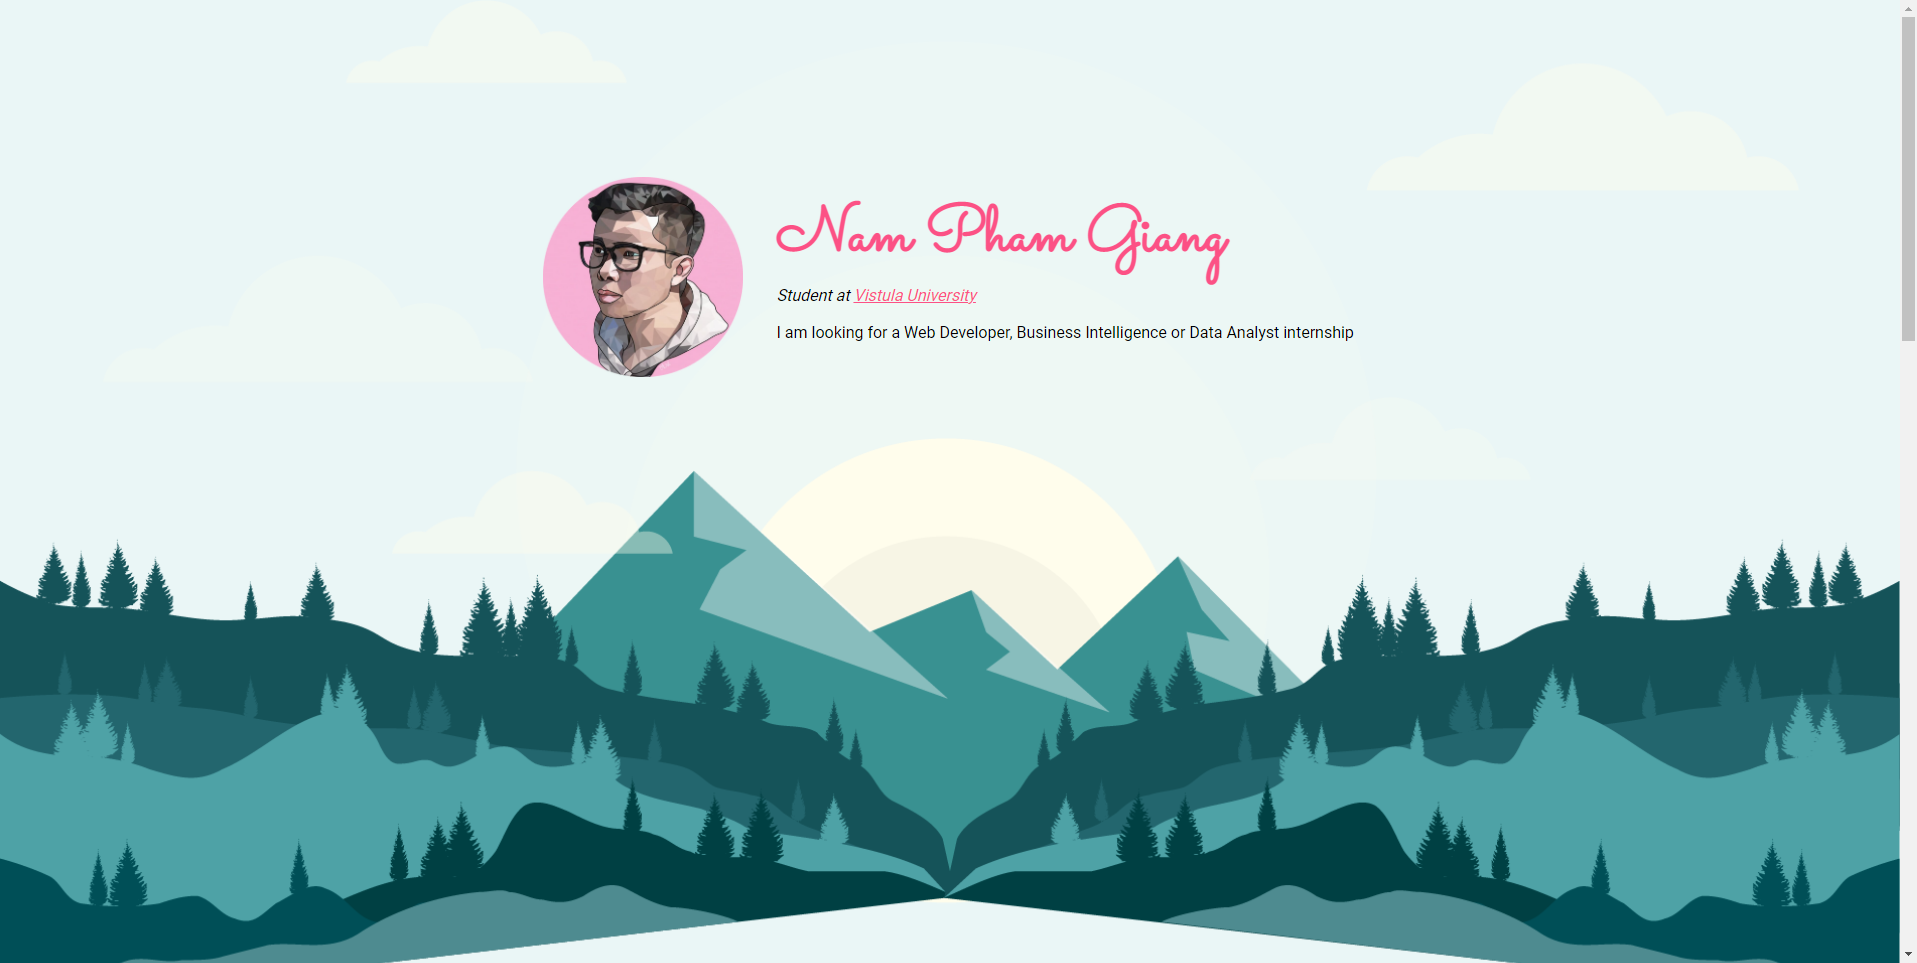 Nam Pham Giang
Student at Vistula University
I am looking for a Web Developer, Business Intelligence or Data Analyst internship